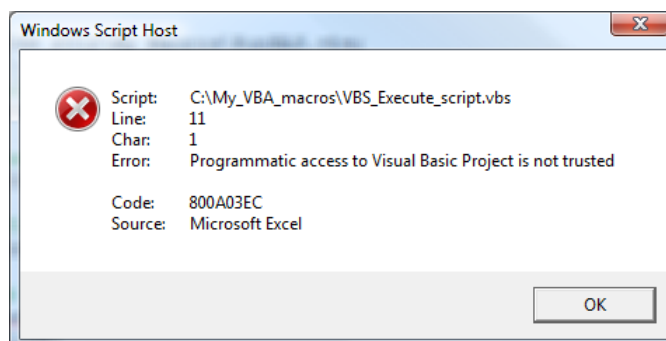 Windows Script Host
Script: C:\My_VBA_macros\VBS_Execute_script.vbs
Line: 11
Char: 1
Error: Programmatic access to Visual Basic Project is not trusted
Code: 800A03EC
Source: Microsoft Excel
OK